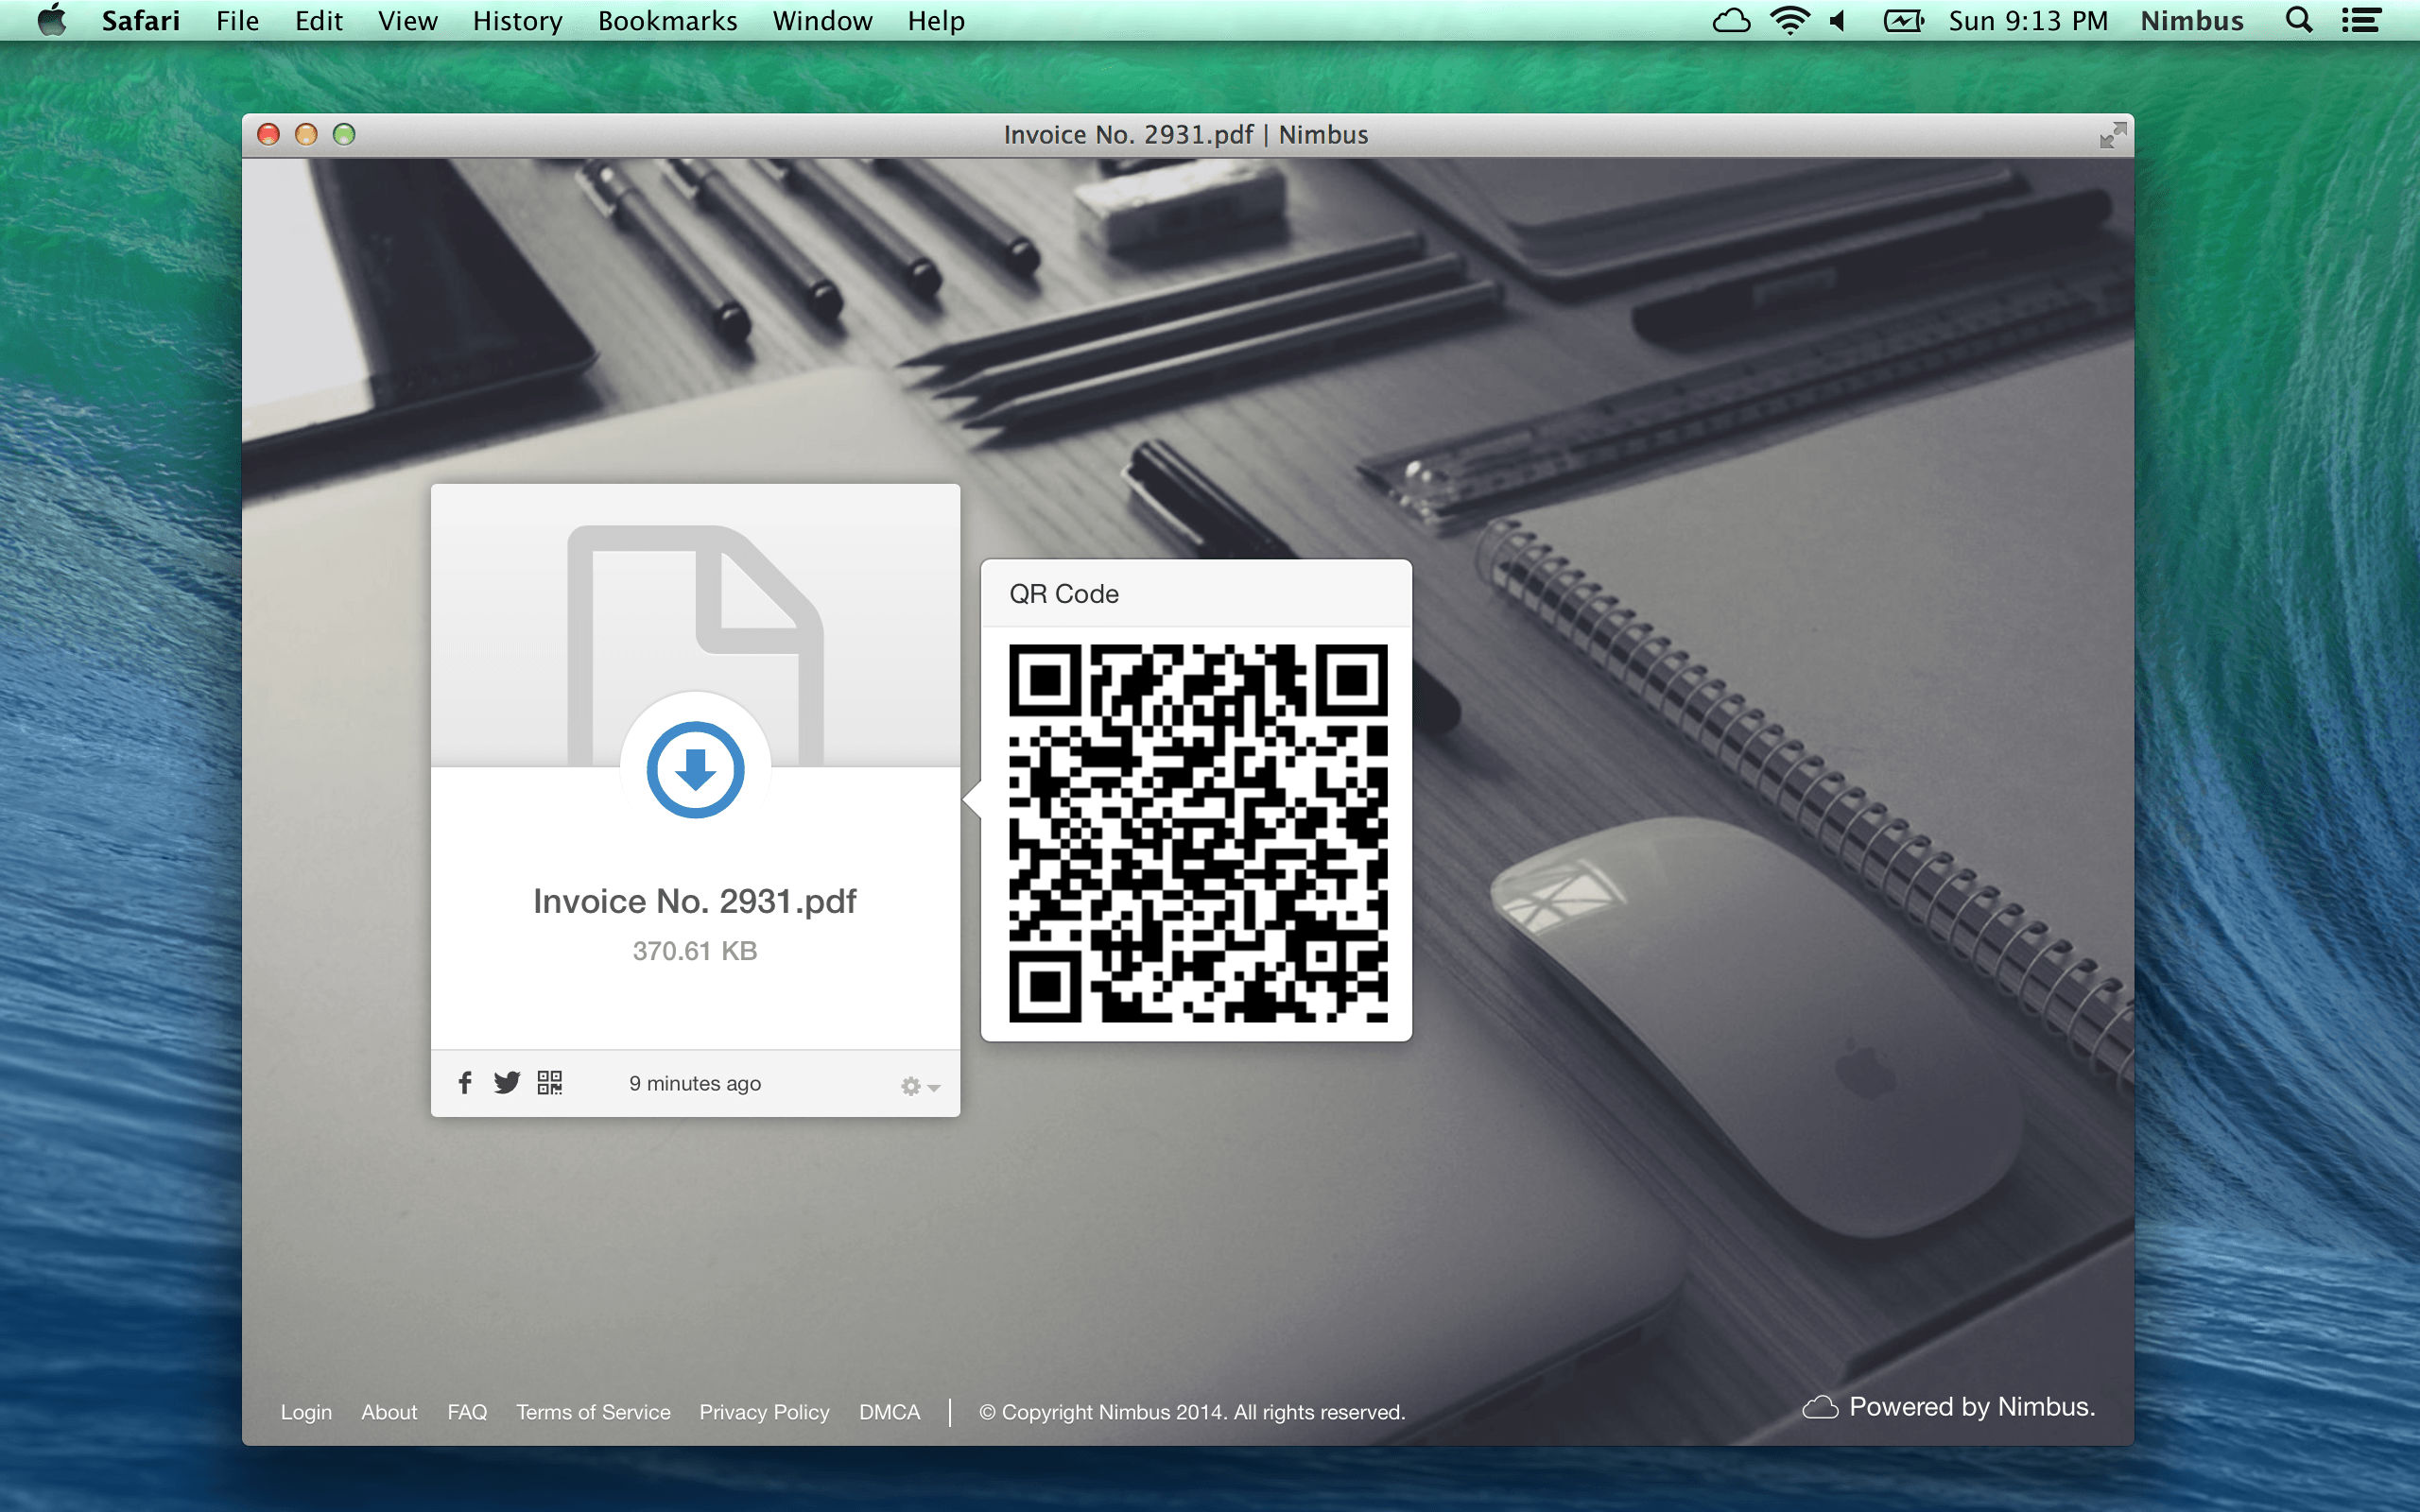 Safari File Edit View History Bookmarks Window Help Sun 9:13 PM Nimbus
Invoice No. 2931.pdf | Nimbus
QR Code
Invoice No. 2931.pdf
370.61 KB
9 minutes ago
Login About FAQ Terms of Service Privacy Policy DMCA | © Copyright Nimbus 2014. All rights reserved.
Powered by Nimbus.